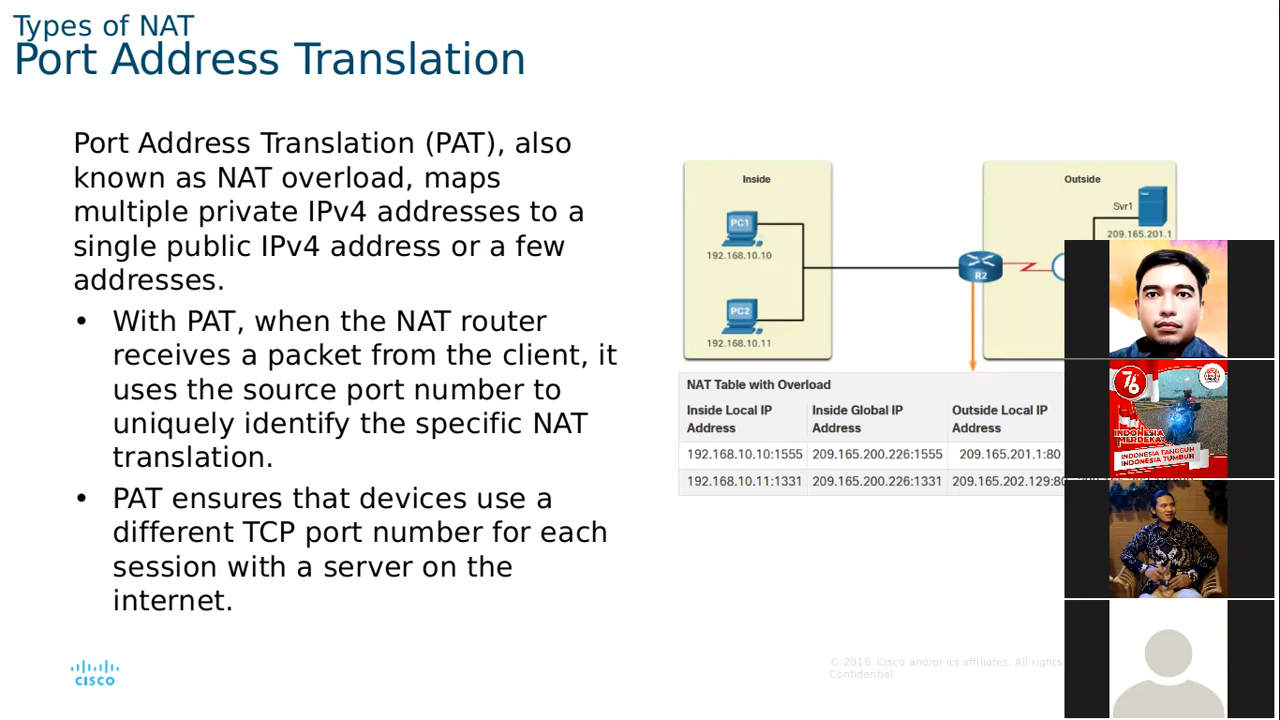 Types of NAT
Port Address Translation
Port Address Translation (PAT), also
known as NAT overload, maps
multiple private IPv4 addresses to a
single public IPv4 address or a few
addresses.
• With PAT, when the NAT router
receives a packet from the client, it
uses the source port number to
uniquely identify the specific NAT
translation.
• PAT ensures that devices use a
different TCP port number for each
session with a server on the
internet.
Inside
PC1
192.168.10.10
PC2
192.168.10.11
R2
Outside
Svr1
209.165.201.1
NAT Table with Overload
Inside Local IP Address
Inside Global IP Address
Outside Local IP Address
192.168.10.10:1555 209.165.200.226:1555 209.165.201.1:80
192.168.10.11:1331 209.165.200.226:1331 209.165.202.129:80
76
INDONESIA
MERDEKA
INDONESIA TANGGUH
INDONESIA TUMBUH
CISCO
© 2016 Cisco and/or its affiliates. All rights
Confidential